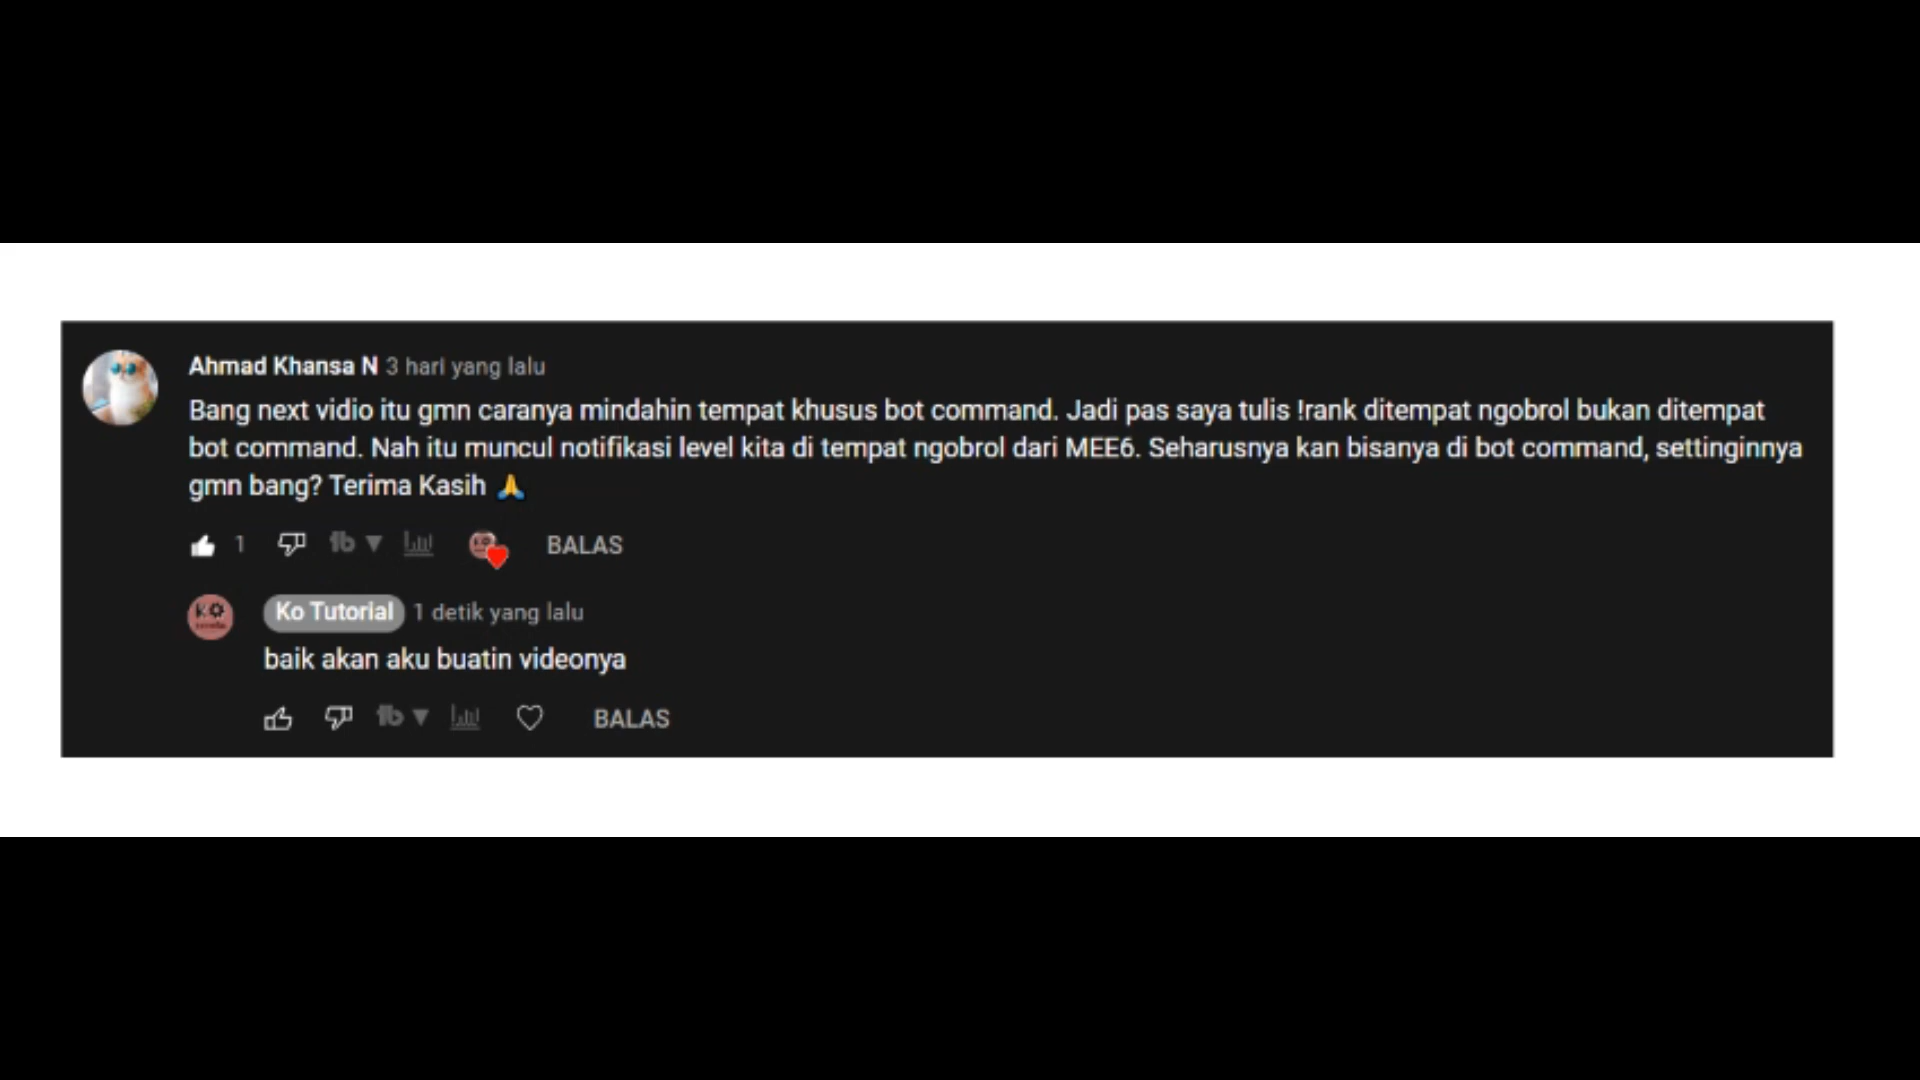 Ahmad Khansa N 3 hari yang lalu
Bang next vidio itu gmn caranya mindahin tempat khusus bot command. Jadi pas saya tulis !rank ditempat ngobrol bukan ditempat
bot command. Nah itu muncul notifikasi level kita di tempat ngobrol dari MEE6. Seharusnya kan bisanya di bot command, settinginnya
gmn bang? Terima Kasih 🙏
1 BALAS
Ko Tutorial 1 detik yang lalu
baik akan aku buatin videonya
BALAS